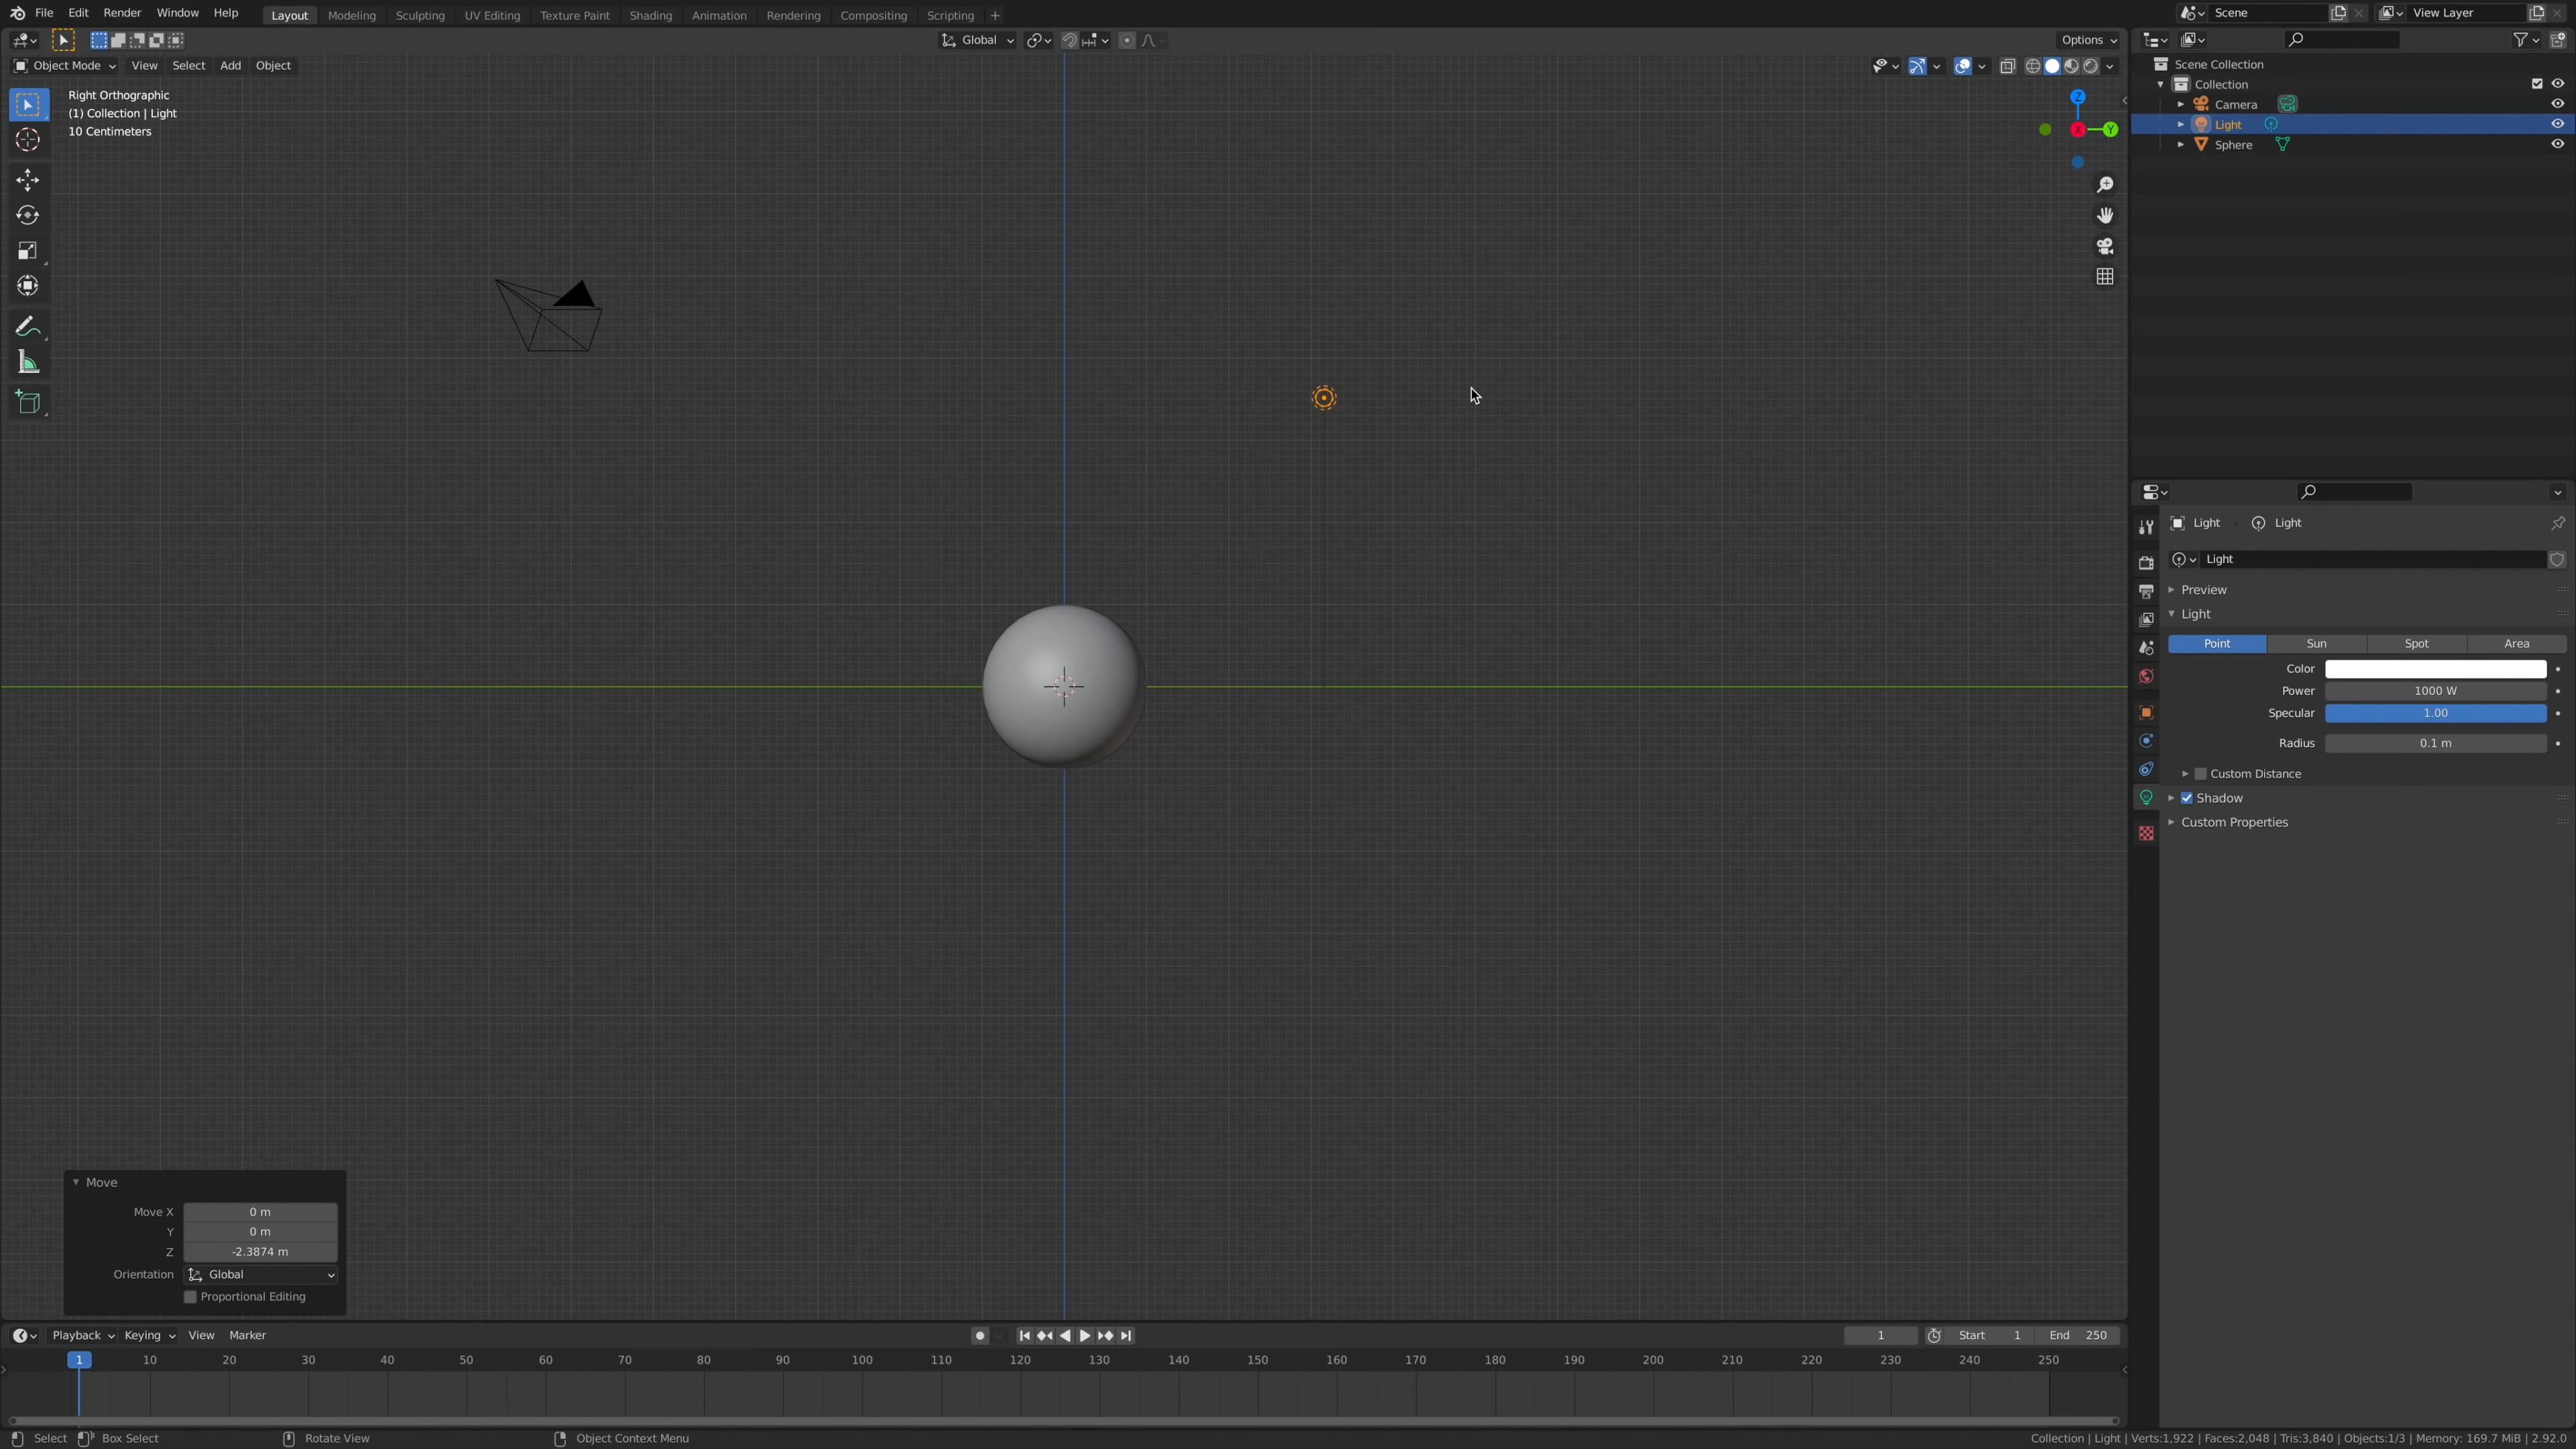 File Edit Render Window Help Layout Modeling Sculpting UV Editing Texture Paint Shading Animation Rendering Compositing Scripting + Scene View Layer
Global Options
Object Mode View Select Add Object
Right Orthographic
(1) Collection | Light
10 Centimeters
Z
X
Y
Scene Collection
Collection
Camera
Light
Sphere
Light Light
Light
Preview
Light
Point Sun Spot Area
Color
Power 1000 W
Specular 1.00
Radius 0.1 m
Custom Distance
Shadow
Custom Properties
Move
Move X 0 m
Y 0 m
Z -2.3874 m
Orientation Global
Proportional Editing
Playback Keying View Marker 1 Start 1 End 250
1 10 20 30 40 50 60 70 80 90 100 110 120 130 140 150 160 170 180 190 200 210 220 230 240 250
Select Box Select Rotate View Object Context Menu Collection | Light | Verts:1,922 | Faces:2,048 | Tris:3,840 | Objects:1/3 | Memory: 169.7 MiB | 2.92.0